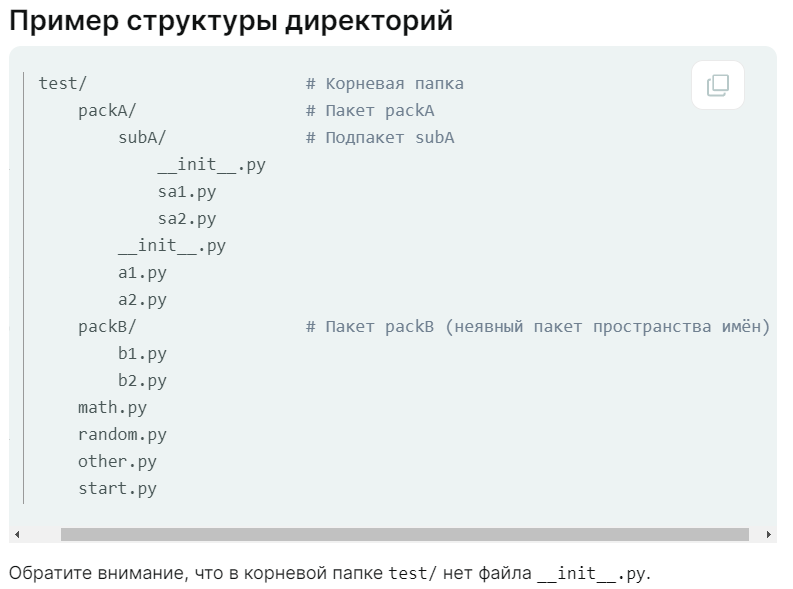 Пример структуры директорий
test/ # Корневая папка
packA/ # Пакет packA
subA/ # Подпакет subA
__init__.py
sa1.py
sa2.py
__init__.py
a1.py
a2.py
packB/ # Пакет packB (неявный пакет пространства имён)
b1.py
b2.py
math.py
random.py
other.py
start.py
Обратите внимание, что в корневой папке test/ нет файла __init__.py.